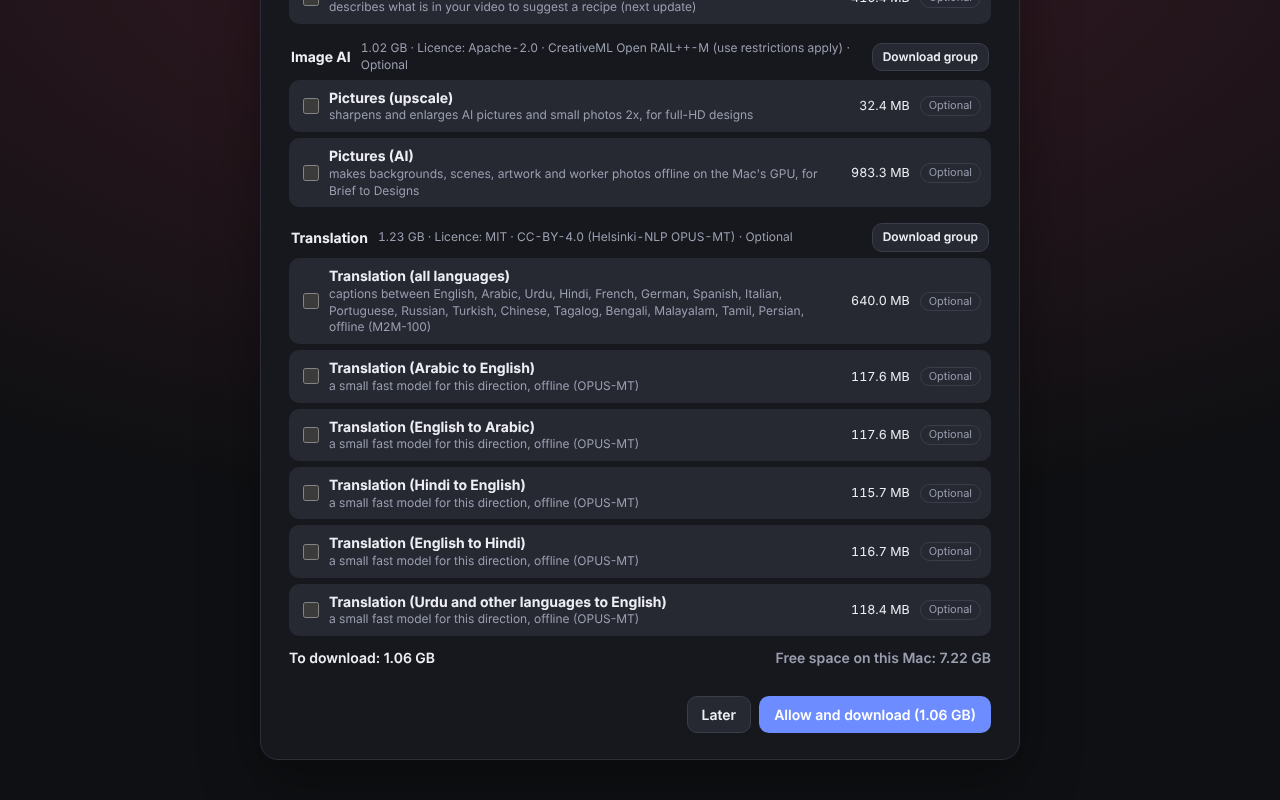 describes what is in your video to suggest a recipe (next update)
Image AI 1.02 GB · Licence: Apache-2.0 · CreativeML Open RAIL++-M (use restrictions apply) · Optional
Download group
Pictures (upscale)
sharpens and enlarges AI pictures and small photos 2x, for full-HD designs
32.4 MB Optional
Pictures (AI)
makes backgrounds, scenes, artwork and worker photos offline on the Mac's GPU, for
Brief to Designs
983.3 MB Optional
Translation 1.23 GB · Licence: MIT · CC-BY-4.0 (Helsinki-NLP OPUS-MT) · Optional
Download group
Translation (all languages)
captions between English, Arabic, Urdu, Hindi, French, German, Spanish, Italian,
Portuguese, Russian, Turkish, Chinese, Tagalog, Bengali, Malayalam, Tamil, Persian,
offline (M2M-100)
640.0 MB Optional
Translation (Arabic to English)
a small fast model for this direction, offline (OPUS-MT)
117.6 MB Optional
Translation (English to Arabic)
a small fast model for this direction, offline (OPUS-MT)
117.6 MB Optional
Translation (Hindi to English)
a small fast model for this direction, offline (OPUS-MT)
115.7 MB Optional
Translation (English to Hindi)
a small fast model for this direction, offline (OPUS-MT)
116.7 MB Optional
Translation (Urdu and other languages to English)
a small fast model for this direction, offline (OPUS-MT)
118.4 MB Optional
To download: 1.06 GB
Free space on this Mac: 7.22 GB
Later
Allow and download (1.06 GB)